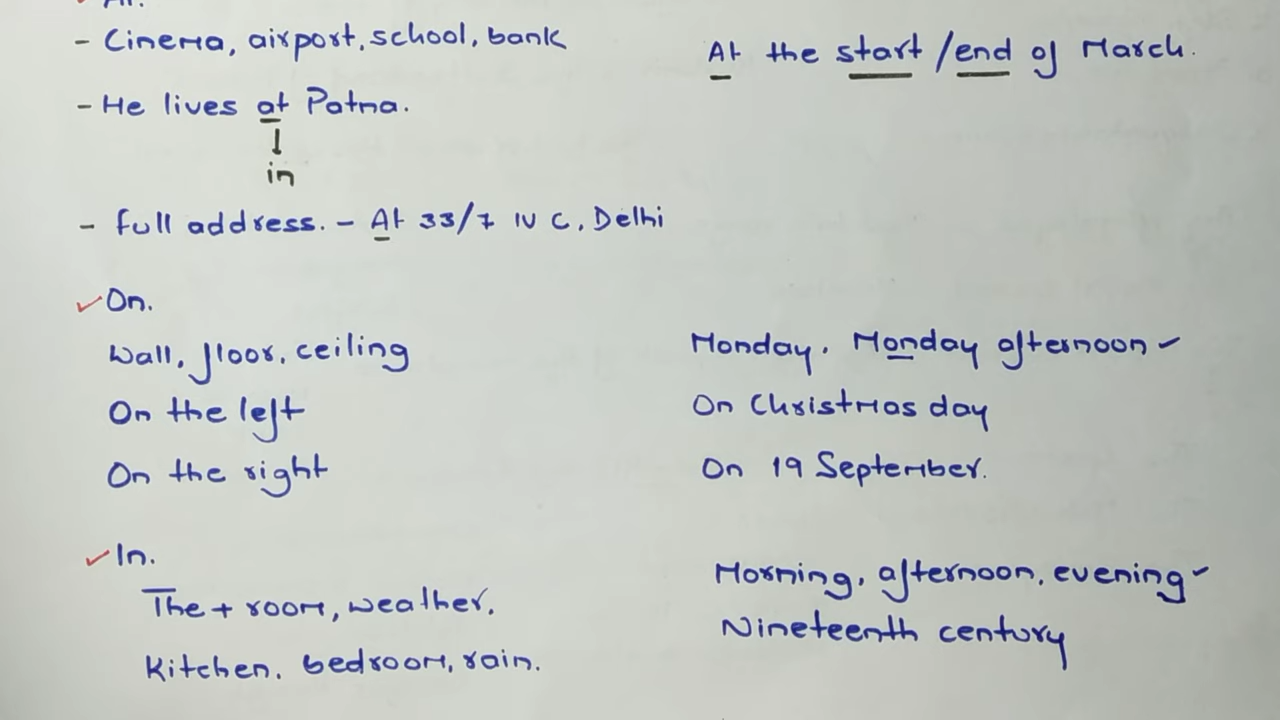 At.
- Cinema, airport, school, bank
At the start / end of March.
- He lives at Patna.
in
- full address. - At 33/7 IV C, Delhi
On.
Wall, floor, ceiling
Monday, Monday afternoon
On the left
On Christmas day
On the right
On 19 September.
In.
The + room, weather,
Morning, afternoon, evening
Kitchen, bedroom, rain.
Nineteenth century